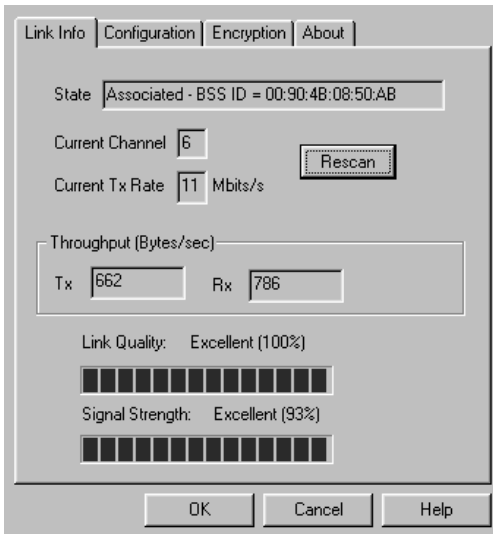 Link Info Configuration Encryption About
State Associated - BSS ID = 00:90:4B:08:50:AB
Current Channel 6
Rescan
Current Tx Rate 11 Mbits/s
Throughput (Bytes/sec)
Tx 662 Rx 786
Link Quality: Excellent (100%)
Signal Strength: Excellent (93%)
OK Cancel Help